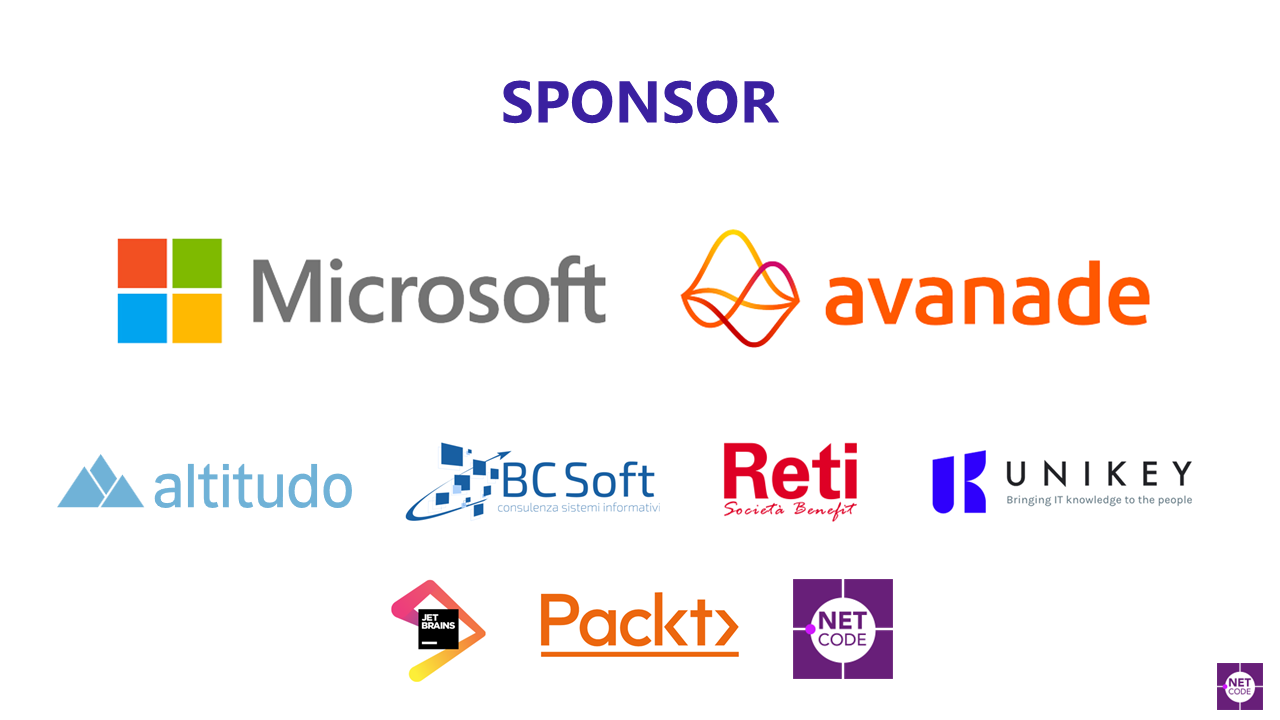 SPONSOR
Microsoft
avanade
altitudo
BC Soft
consulenza sistemi informativi
Reti
Società Benefit
UNIKEY
Bringing IT knowledge to the people
JET
BRAINS
Packt>
NET
CODE
NET
CODE